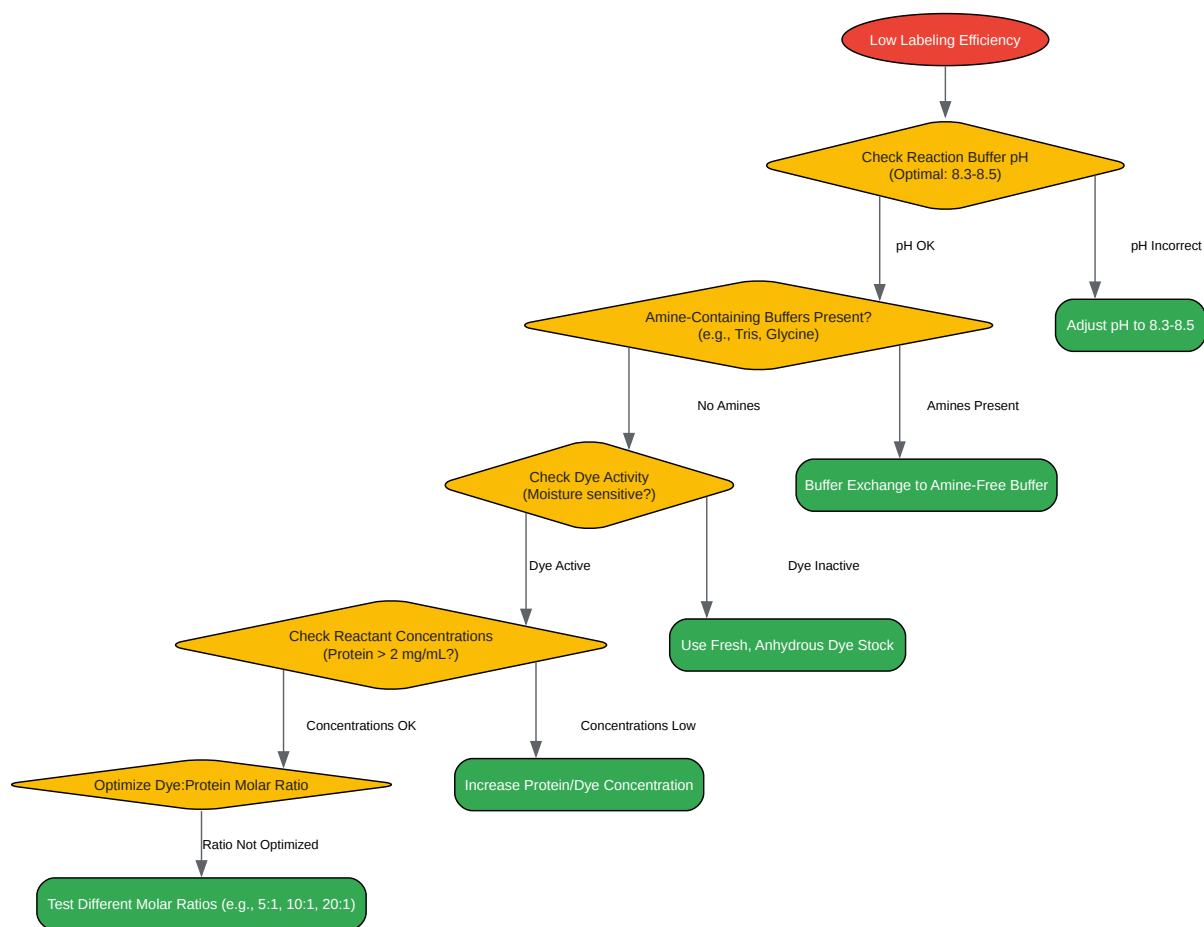 Low Labeling Efficiency
Check Reaction Buffer pH
(Optimal: 8.3-8.5)
pH OK
pH Incorrect
Amine-Containing Buffers Present?
(e.g., Tris, Glycine)
Adjust pH to 8.3-8.5
No Amines
Amines Present
Check Dye Activity
(Moisture sensitive?)
Buffer Exchange to Amine-Free Buffer
Dye Active
Dye Inactive
Check Reactant Concentrations
(Protein > 2 mg/mL?)
Use Fresh, Anhydrous Dye Stock
Concentrations OK
Concentrations Low
Optimize Dye:Protein Molar Ratio
Increase Protein/Dye Concentration
Ratio Not Optimized
Test Different Molar Ratios (e.g., 5:1, 10:1, 20:1)